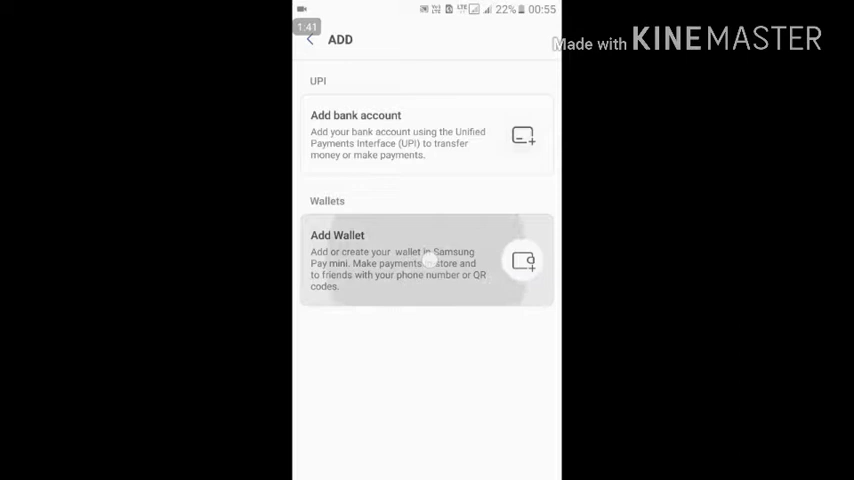 22% 00:55
1:41
ADD
Made with KINEMASTER
UPI
Add bank account
Add your bank account using the Unified
Payments Interface (UPI) to transfer
money or make payments.
Wallets
Add Wallet
Add or create your wallet in Samsung
Pay mini. Make payments store and
to friends with your phone number or QR
codes.